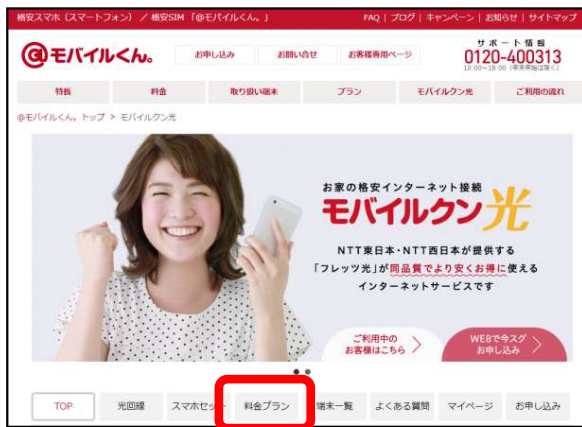 格安スマホ（スマートフォン）／格安SIM「@モバイルくん。」
FAQ | ブログ | キャンペーン | お知らせ | サイトマップ
@モバイルくん。
お申し込み
お問い合せ
お客様専用ページ
サポート情報
0120-400313
10:00~18:00（年末年始は除く）
特長
料金
取り扱い端末
プラン
モバイルクン光
ご利用の流れ
@モバイルくん。トップ > モバイルクン光
お家の格安インターネット接続
モバイルクン光
NTT東日本・NTT西日本が提供する
「フレッツ光」が同品質でより安くお得に使える
インターネットサービスです
ご利用中の
お客様はこちら
WEBで今スグ
お申し込み
TOP
光回線
スマホセット
料金プラン
端末一覧
よくある質問
マイページ
お申し込み